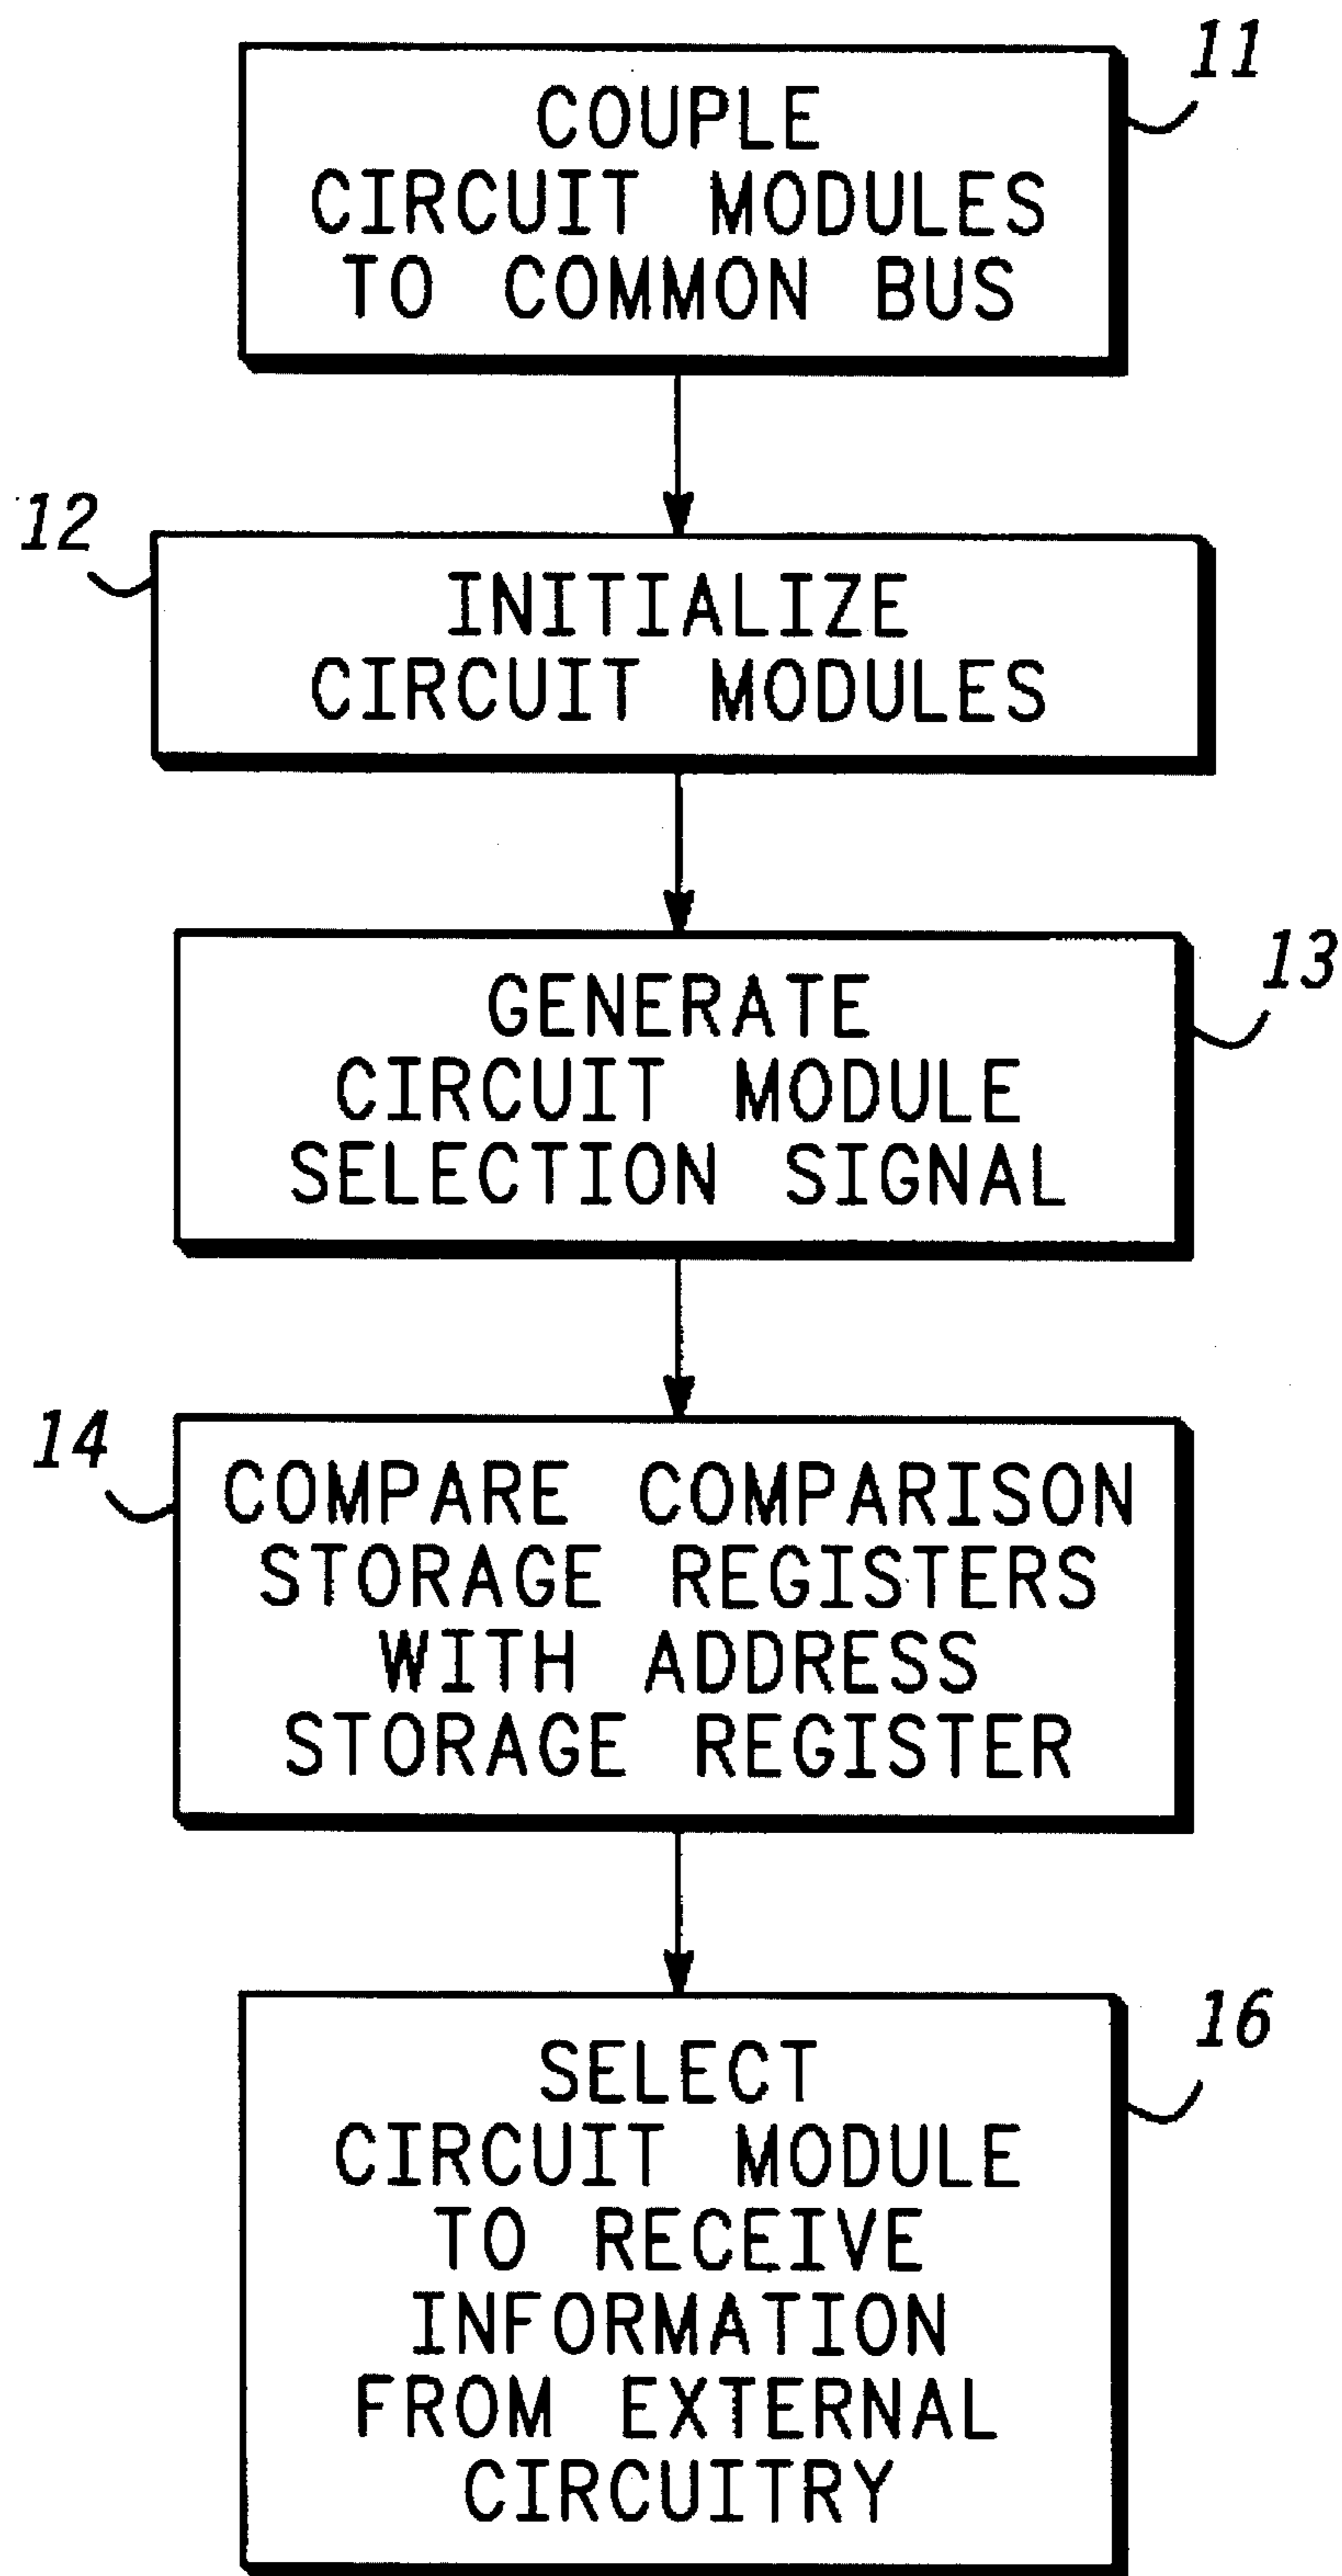 11
COUPLE
CIRCUIT MODULES
TO COMMON BUS
12
INITIALIZE
CIRCUIT MODULES
13
GENERATE
CIRCUIT MODULE
SELECTION SIGNAL
14
COMPARE COMPARISON
STORAGE REGISTERS
WITH ADDRESS
STORAGE REGISTER
16
SELECT
CIRCUIT MODULE
TO RECEIVE
INFORMATION
FROM EXTERNAL
CIRCUITRY